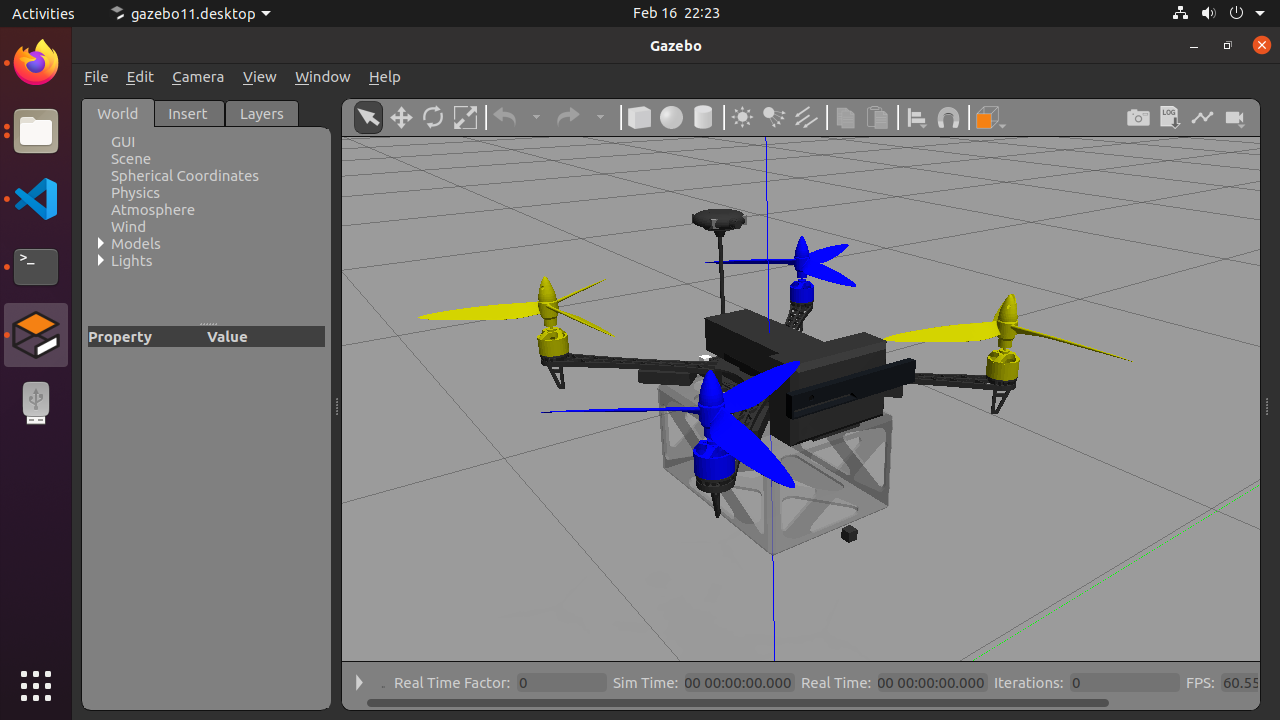 Activities gazebo11.desktop Feb 16 22:23
Gazebo
File Edit Camera View Window Help
World Insert Layers
LOG
GUI
Scene
Spherical Coordinates
Physics
Atmosphere
Wind
Models
Lights
Property Value
>_
Real Time Factor: 0 Sim Time: 00 00:00:00.000 Real Time: 00 00:00:00.000 Iterations: 0 FPS: 60.55